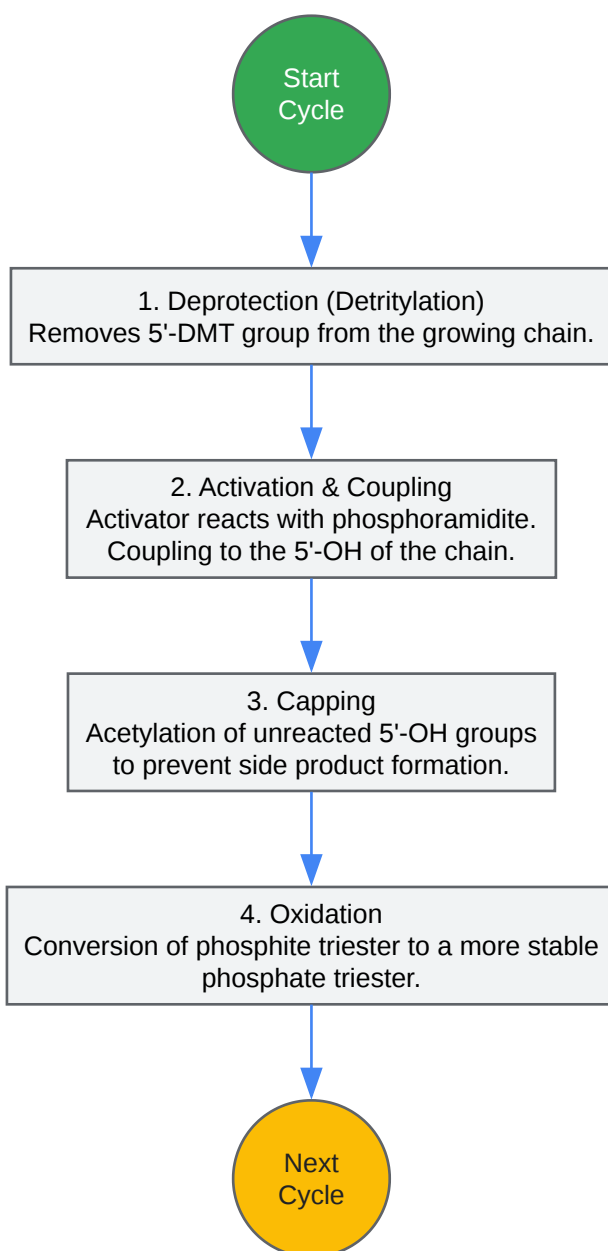 Start
Cycle
1. Deprotection (Detritylation)
Removes 5'-DMT group from the growing chain.
2. Activation & Coupling
Activator reacts with phosphoramidite.
Coupling to the 5'-OH of the chain.
3. Capping
Acetylation of unreacted 5'-OH groups
to prevent side product formation.
4. Oxidation
Conversion of phosphite triester to a more stable
phosphate triester.
Next
Cycle